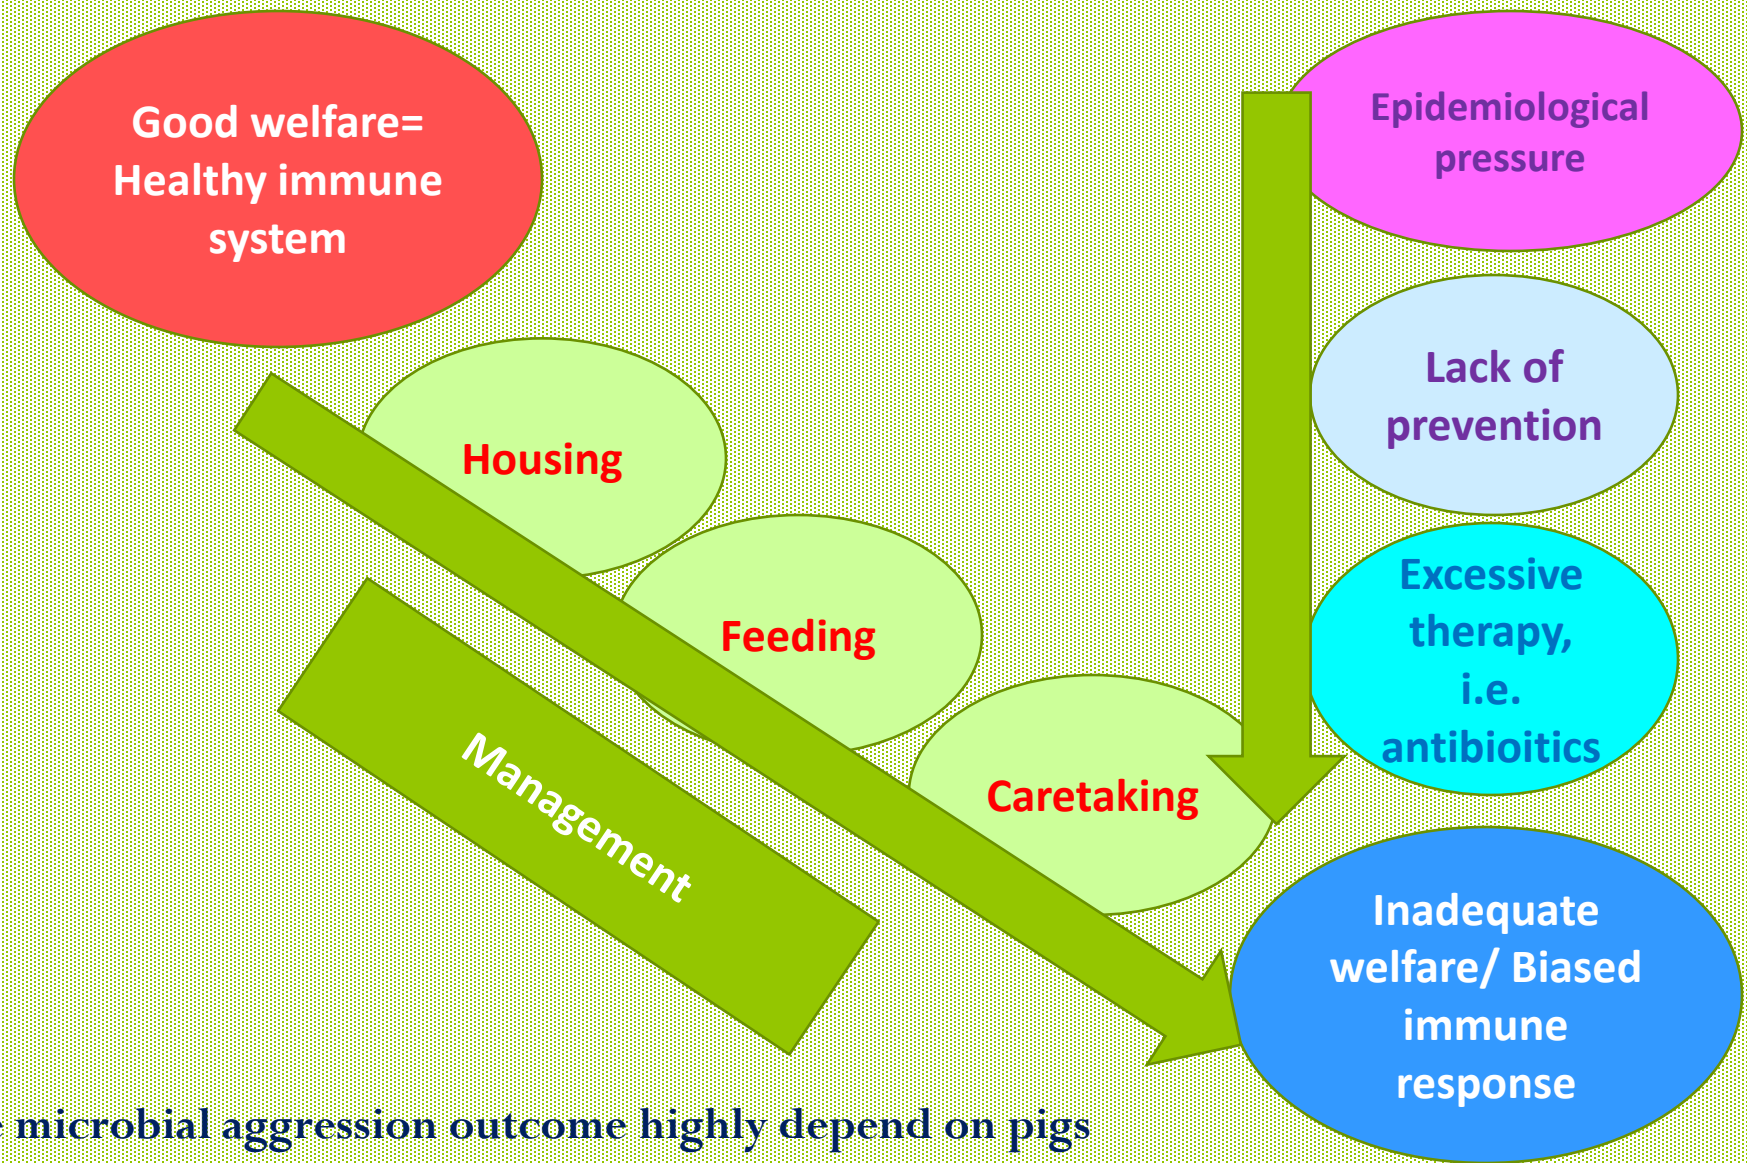 Good welfare=
Healthy immune
system
Epidemiological
pressure
Lack of
prevention
Housing
Feeding
Excessive
therapy,
i.e.
antibioitics
Management
Caretaking
Inadequate
welfare/ Biased
immune
response
microbial aggression outcome highly depend on pigs